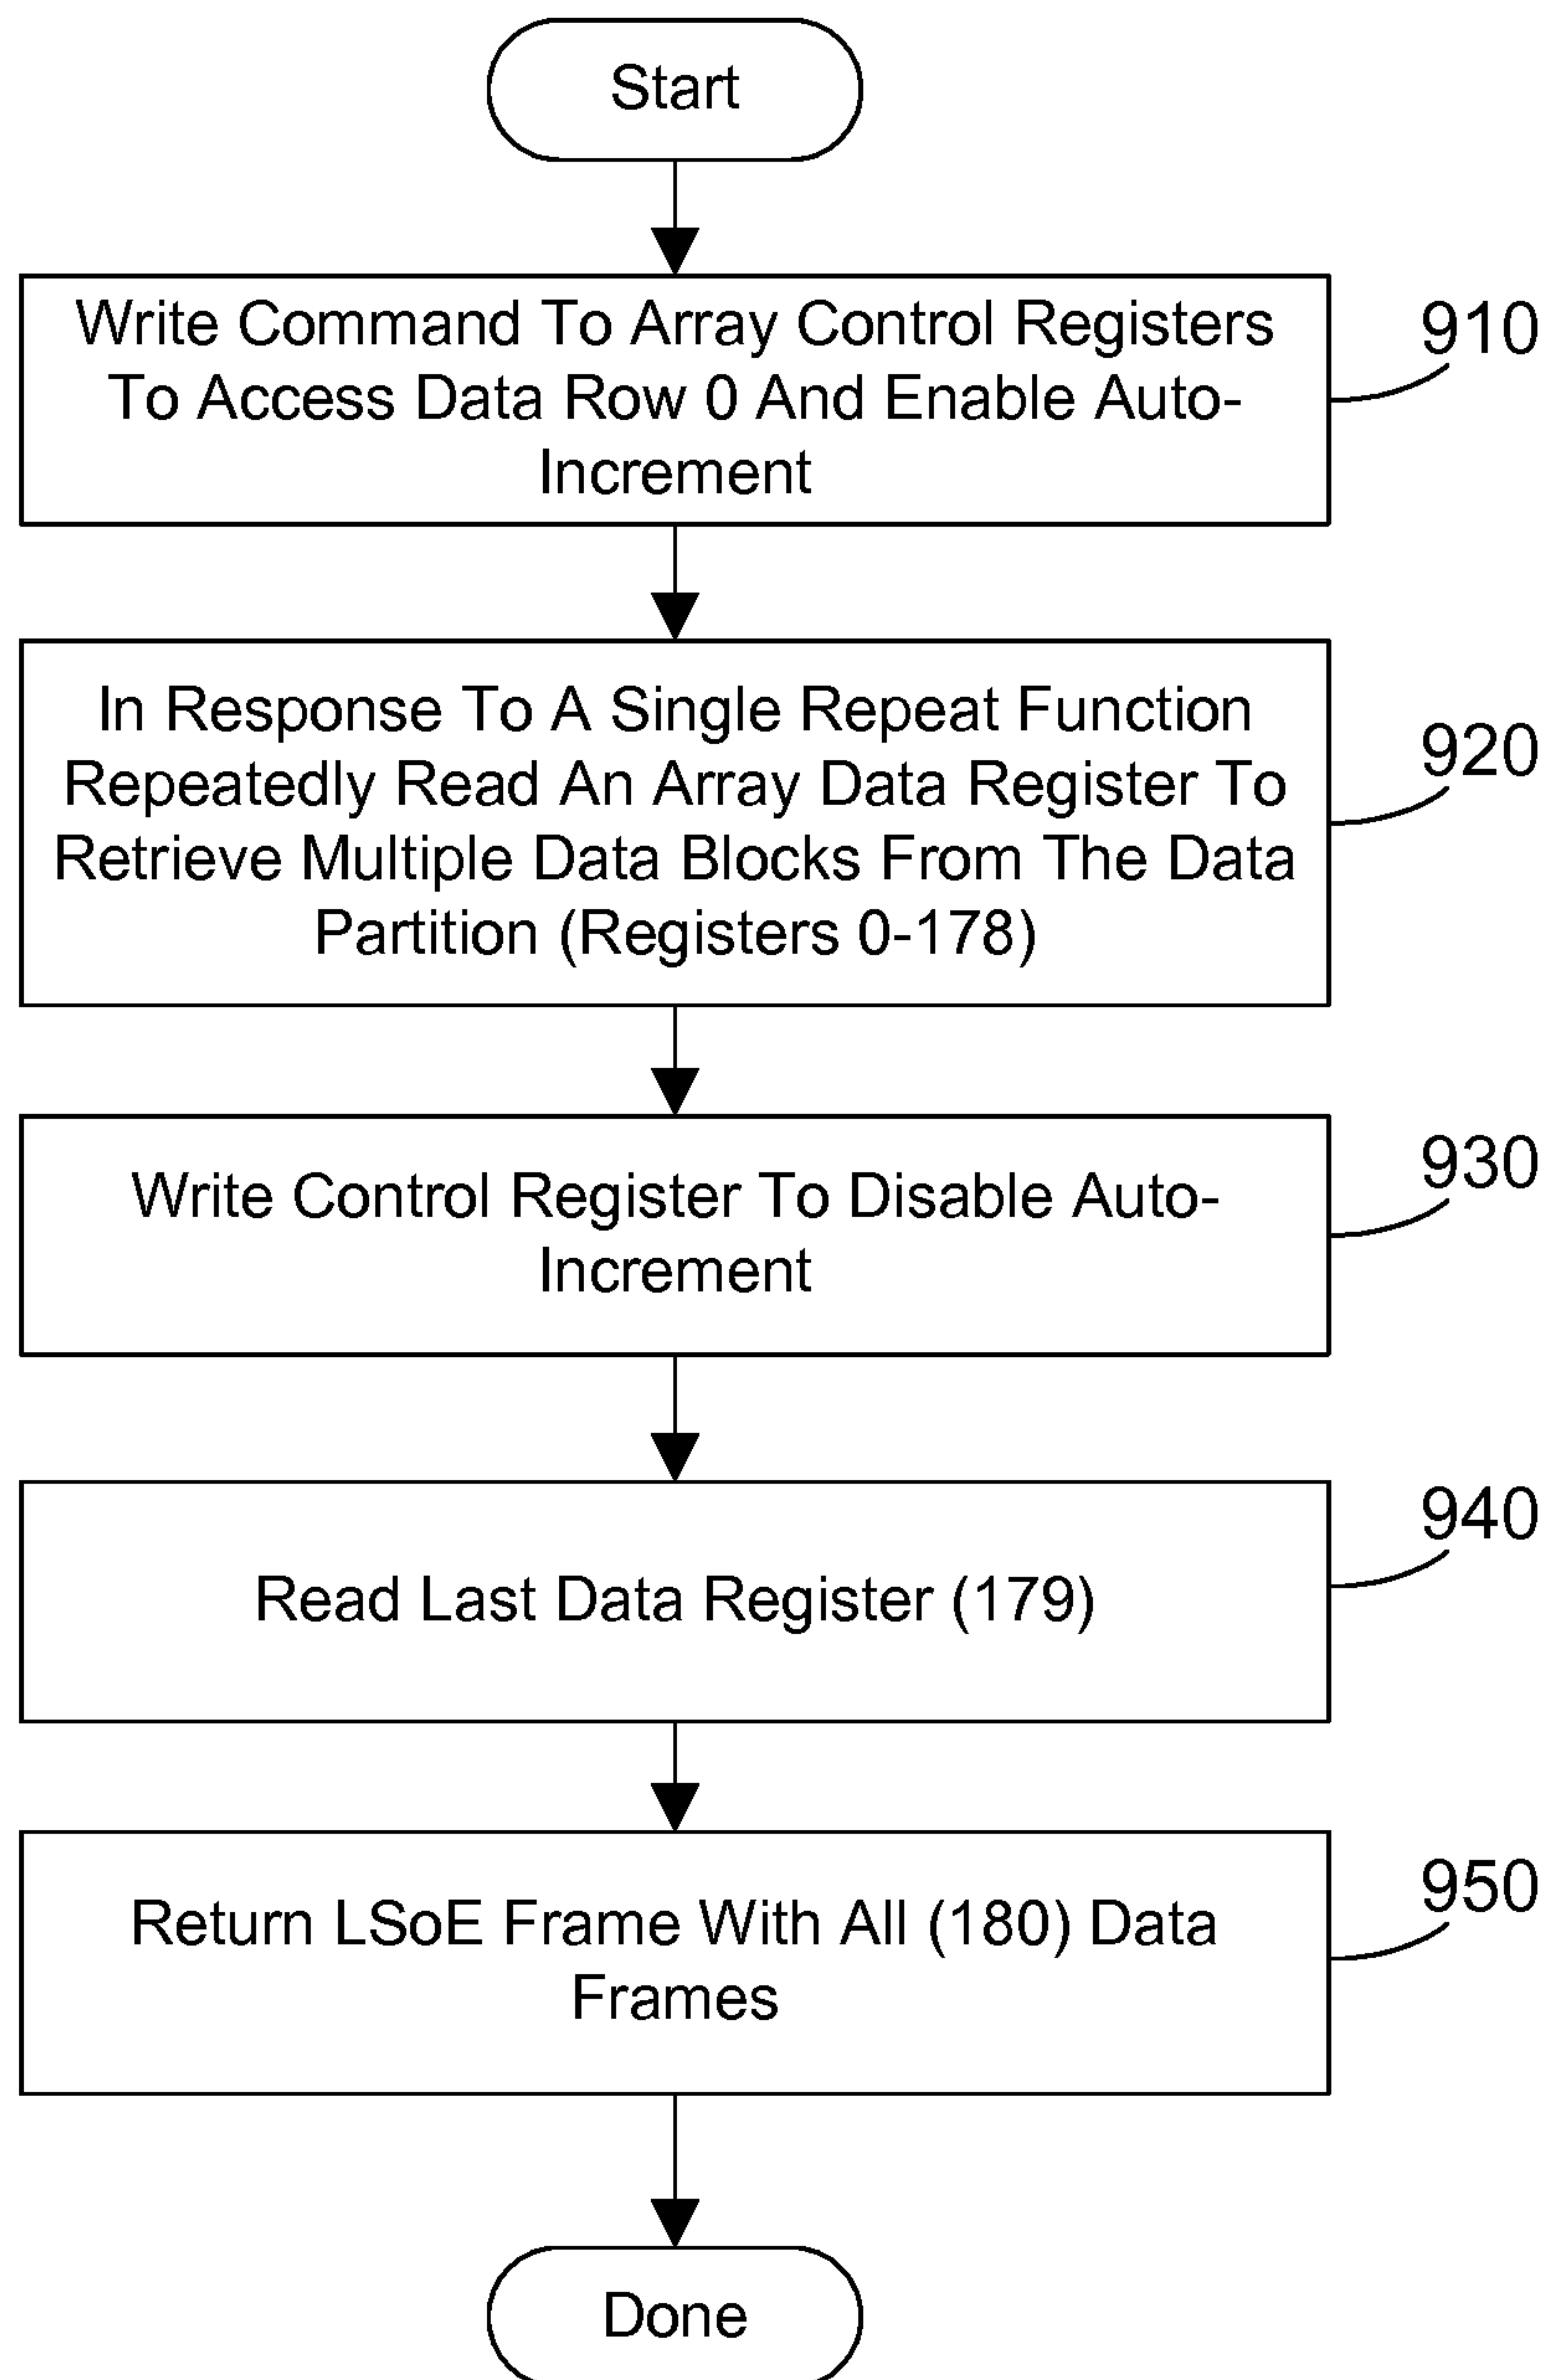 Start
Write Command To Array Control Registers
To Access Data Row 0 And Enable Auto-
Increment
910
In Response To A Single Repeat Function
Repeatedly Read An Array Data Register To
Retrieve Multiple Data Blocks From The Data
Partition (Registers 0-178)
920
Write Control Register To Disable Auto-
Increment
930
Read Last Data Register (179)
940
Return LSoE Frame With All (180) Data
Frames
950
Done